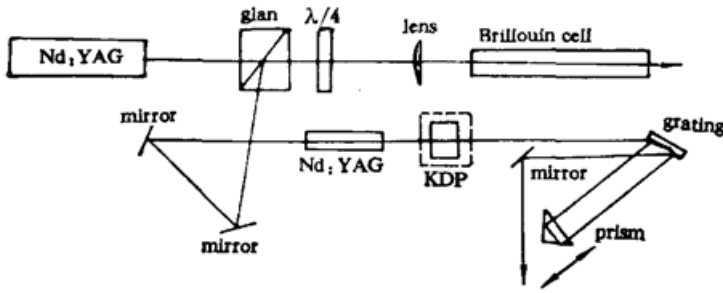 glan
λ/4
lens
Brillouin cell
Nd:YAG
mirror
grating
Nd:YAG
KDP
mirror
mirror
prism